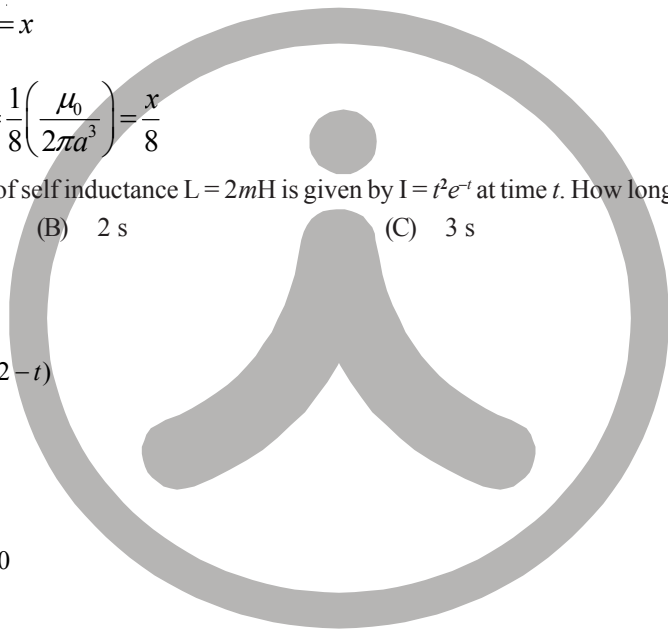 = x
= 1/8 (μ₀/2πa³) = x/8
of self inductance L = 2mH is given by I = t²e⁻ᵗ at time t. How long
(B) 2 s (C) 3 s
2 – t)
0